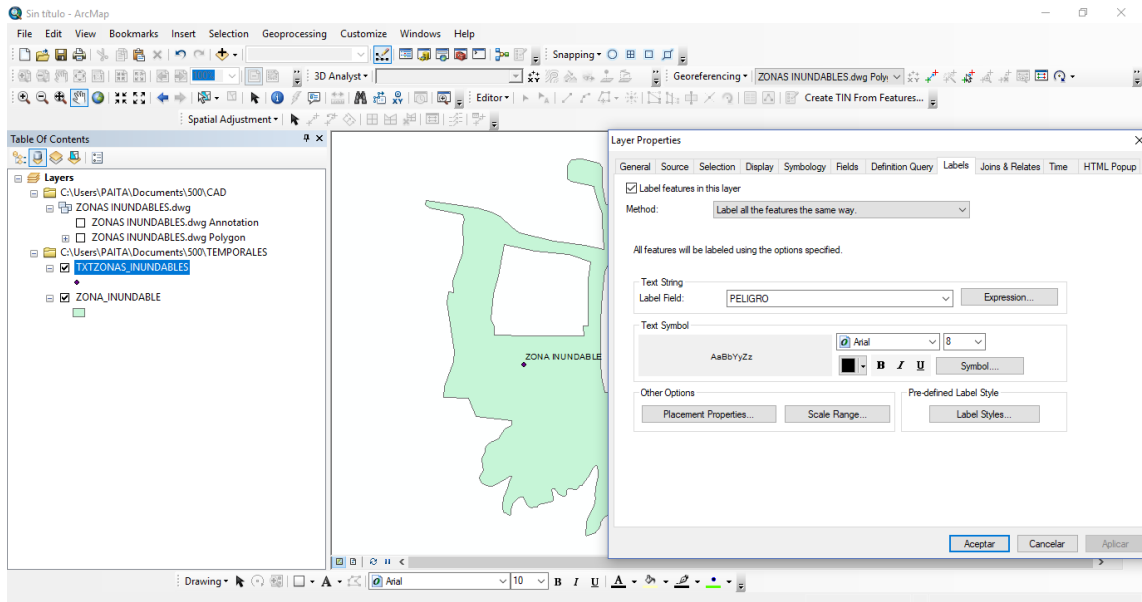 Sin título - ArcMap
File Edit View Bookmarks Insert Selection Geoprocessing Customize Windows Help
Snapping
3D Analyst
Georeferencing ZONAS INUNDABLES.dwg Poly
Editor
Create TIN From Features...
Spatial Adjustment
Table Of Contents
Layers
C:\Users\PAITA\Documents\500\CAD
ZONAS INUNDABLES.dwg
ZONAS INUNDABLES.dwg Annotation
ZONAS INUNDABLES.dwg Polygon
C:\Users\PAITA\Documents\500\TEMPORALES
TXTZONAS_INUNDABLES
ZONA_INUNDABLE
ZONA INUNDABLE
Layer Properties
General Source Selection Display Symbology Fields Definition Query Labels Joins & Relates Time HTML Popup
Label features in this layer
Method: Label all the features the same way.
All features will be labeled using the options specified.
Text String
Label Field: PELIGRO Expression...
Text Symbol
AaBbYyZz
Arial 8
B I U Symbol...
Other Options
Placement Properties... Scale Range...
Pre-defined Label Style
Label Styles...
Aceptar Cancelar Aplicar
Drawing A Arial 10 B I U A